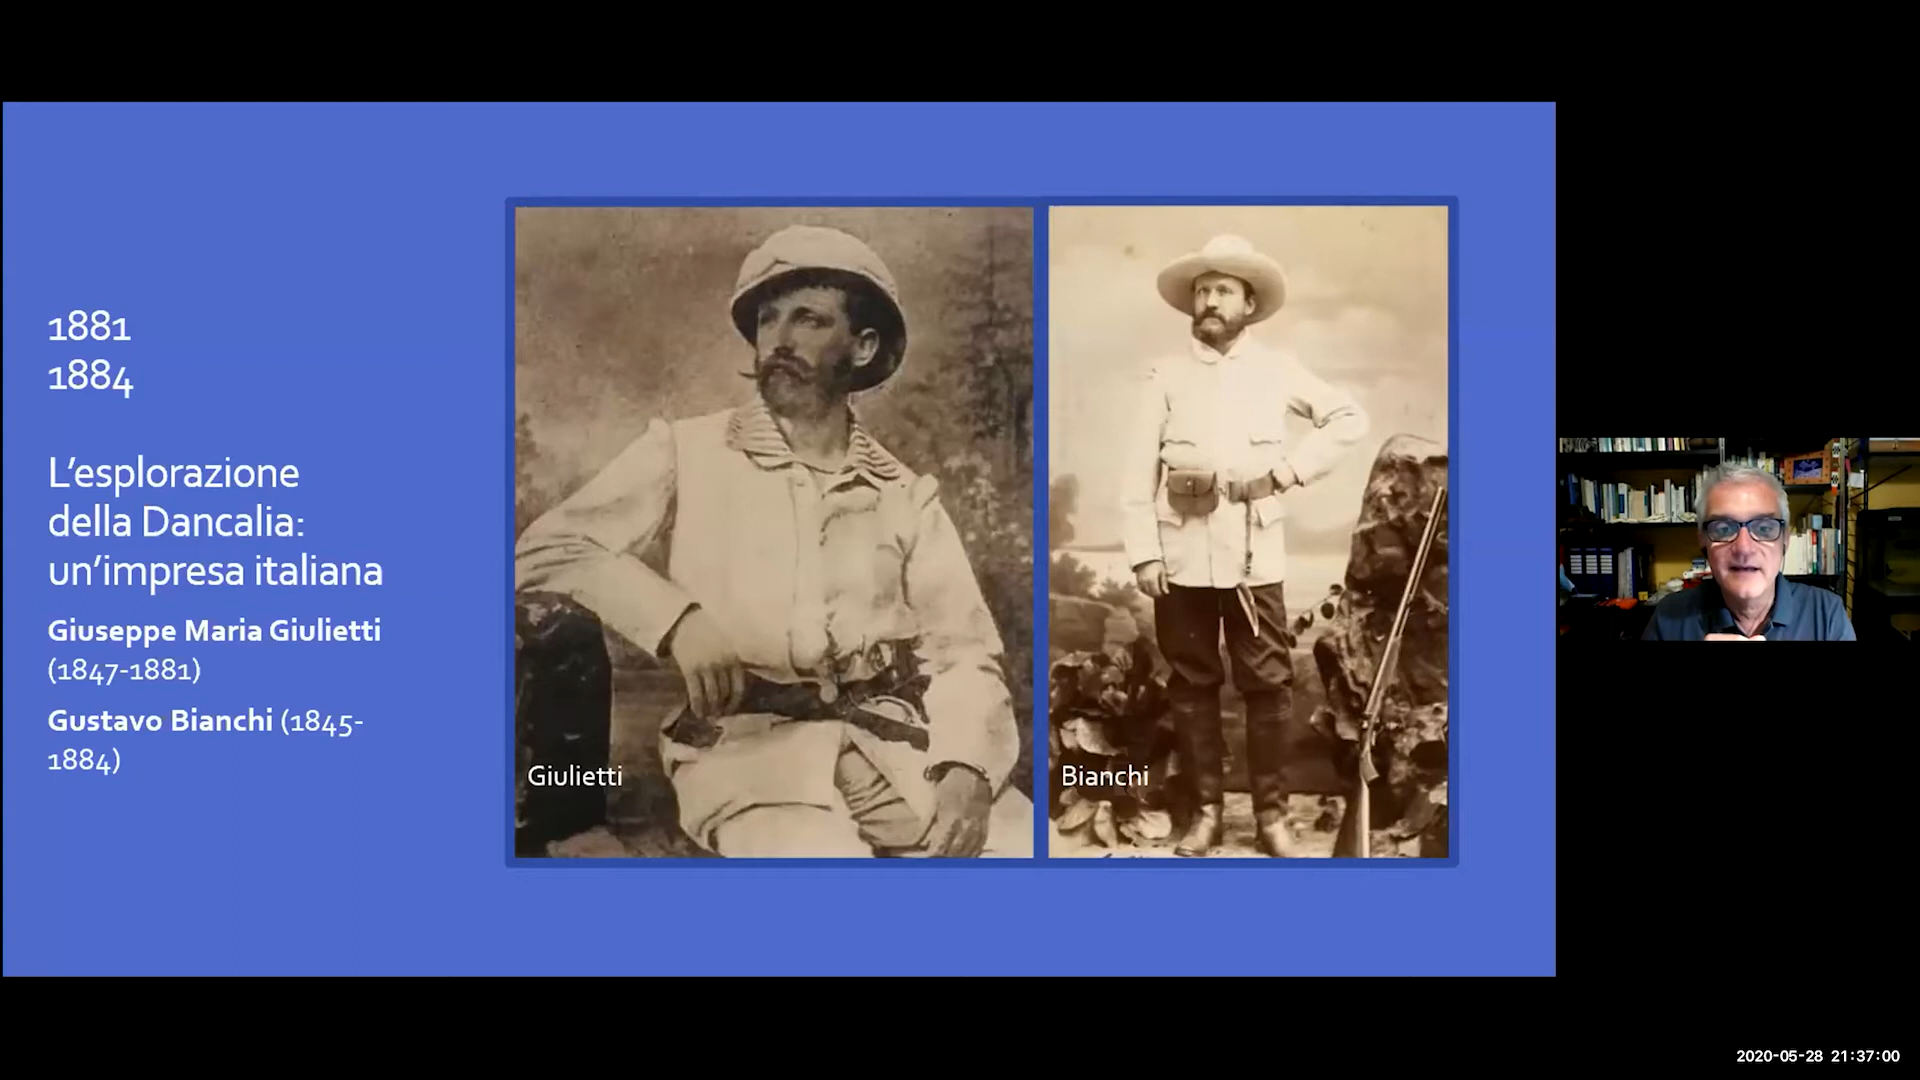 1881
1884
L'esplorazione
della Dancalia:
un'impresa italiana
Giuseppe Maria Giulietti
(1847-1881)
Gustavo Bianchi (1845-
1884)
Giulietti
Bianchi
2020-05-28 21:37:00